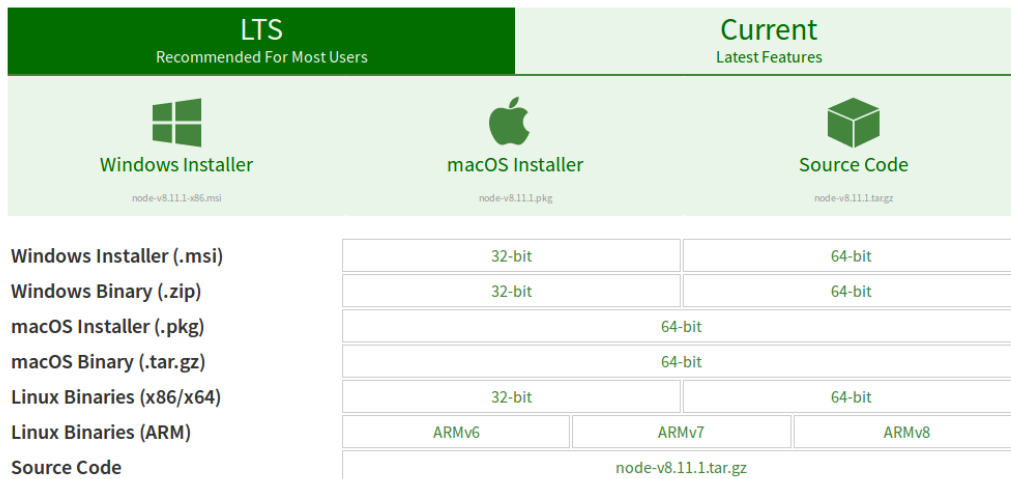 LTS
Recommended For Most Users
Current
Latest Features
Windows Installer
node-v8.11.1-x86.msi
macOS Installer
node-v8.11.1.pkg
Source Code
node-v8.11.1.tar.gz
Windows Installer (.msi) 32-bit 64-bit
Windows Binary (.zip) 32-bit 64-bit
macOS Installer (.pkg) 64-bit
macOS Binary (.tar.gz) 64-bit
Linux Binaries (x86/x64) 32-bit 64-bit
Linux Binaries (ARM) ARMv6 ARMv7 ARMv8
Source Code node-v8.11.1.tar.gz